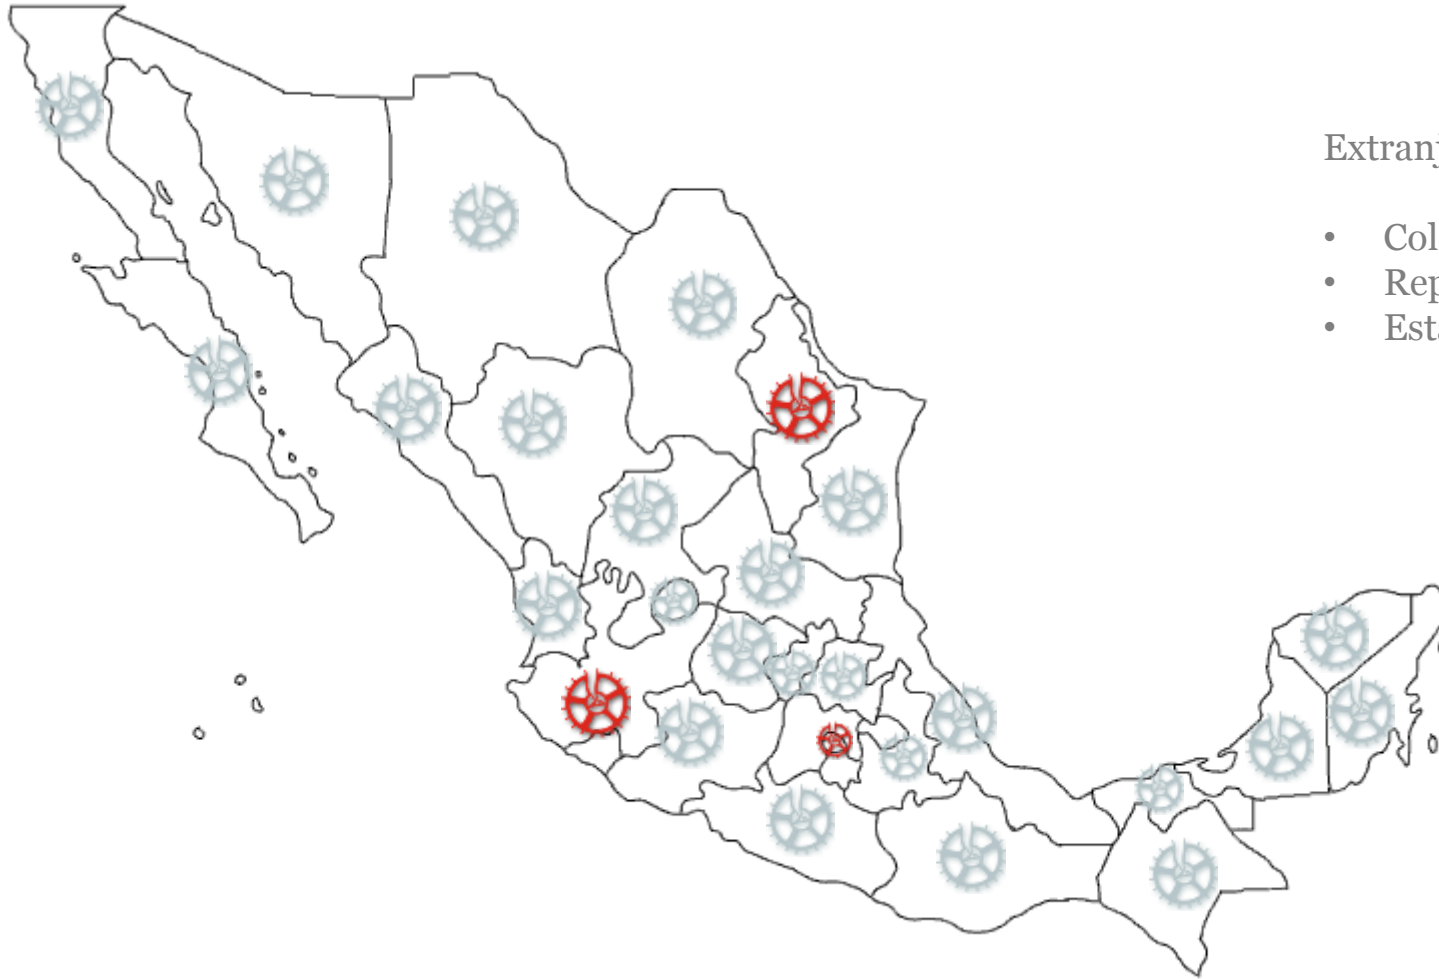 Extranj
• Col
• Rep
• Esta